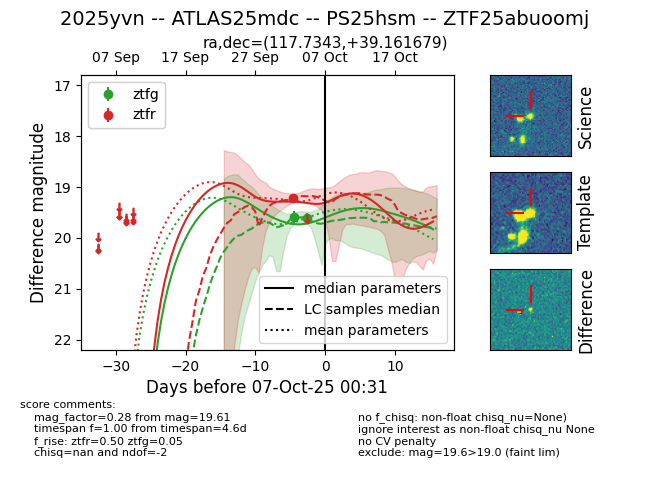 2025yvn -- ATLAS25mdc -- PS25hsm -- ZTF25abuoomj
ra,dec=(117.7343,+39.161679)
07 Sep 17 Sep 27 Sep 07 Oct 17 Oct
17
18
19
20
21
22
Difference magnitude
ztfg
ztfr
median parameters
LC samples median
mean parameters
−30 −20 −10 0 10
Days before 07-Oct-25 00:31
Science
Template
Difference
score comments:
mag_factor=0.28 from mag=19.61
timespan f=1.00 from timespan=4.6d
f_rise: ztfr=0.50 ztfg=0.05
chisq=nan and ndof=-2
no f_chisq: non-float chisq_nu=None)
ignore interest as non-float chisq_nu None
no CV penalty
exclude: mag=19.6>19.0 (faint lim)